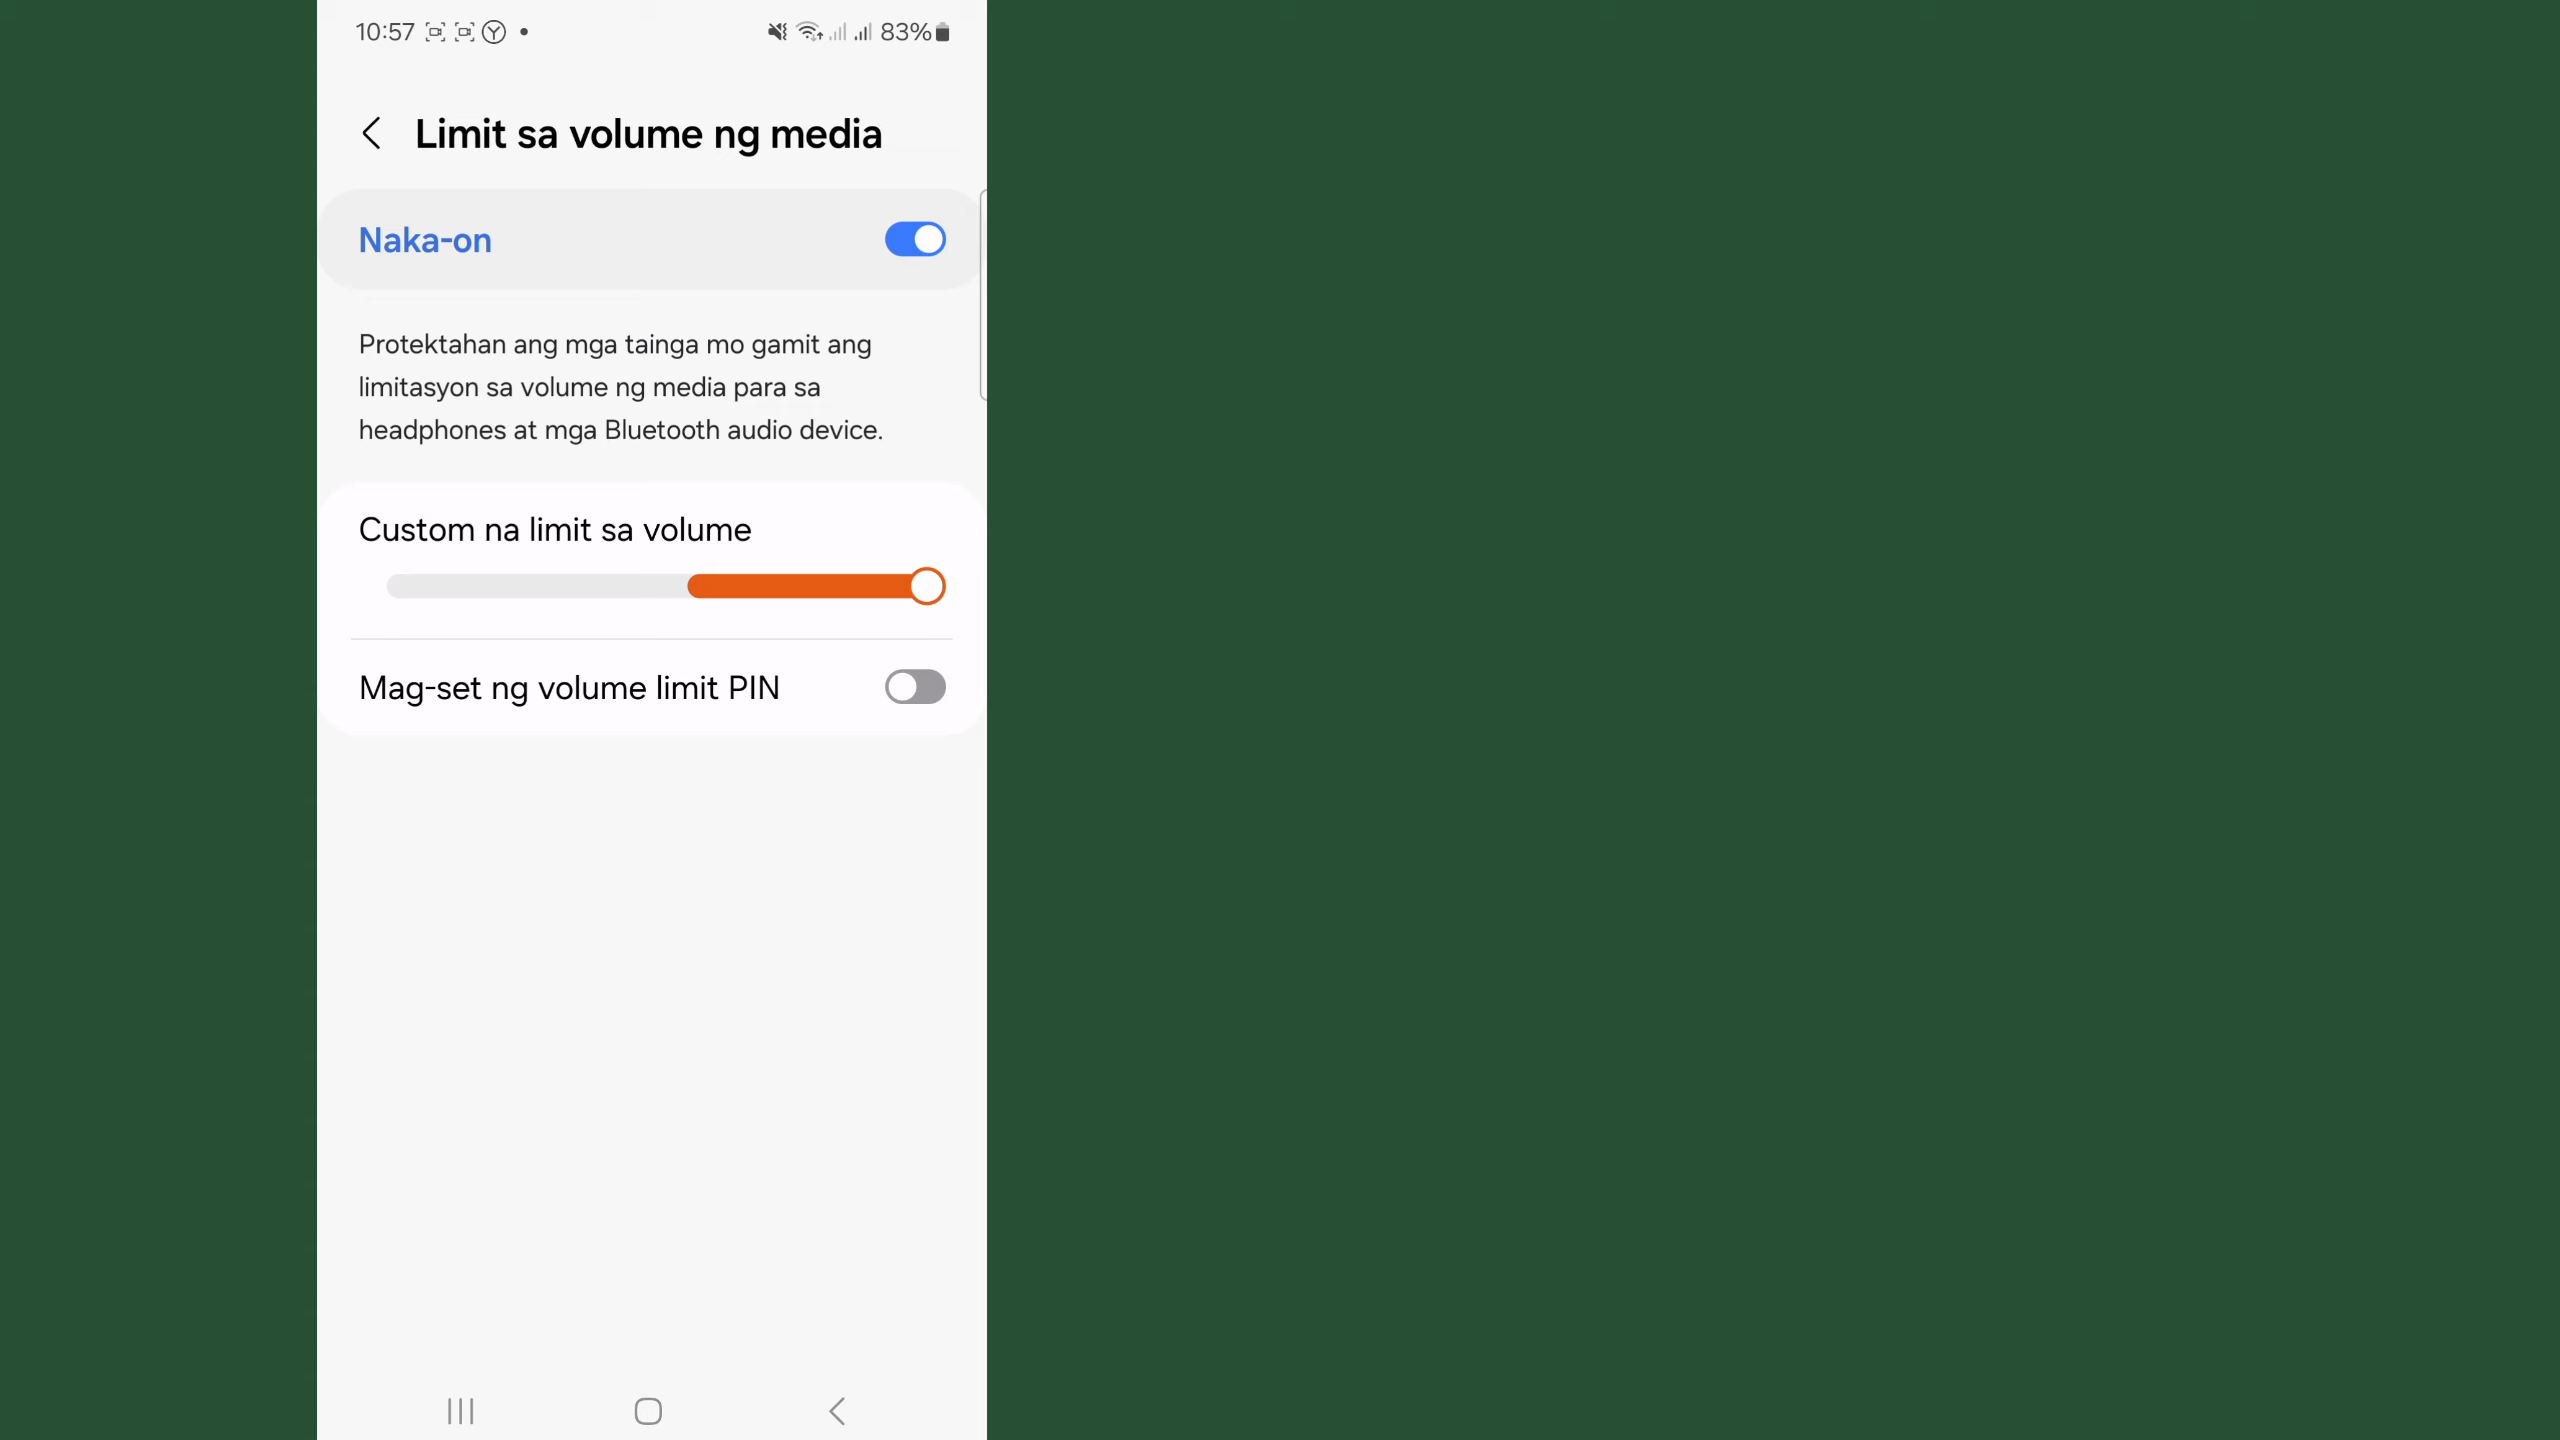 10:57
83%
Limit sa volume ng media
Naka-on
Protektahan ang mga tainga mo gamit ang
limitasyon sa volume ng media para sa
headphones at mga Bluetooth audio device.
Custom na limit sa volume
Mag-set ng volume limit PIN